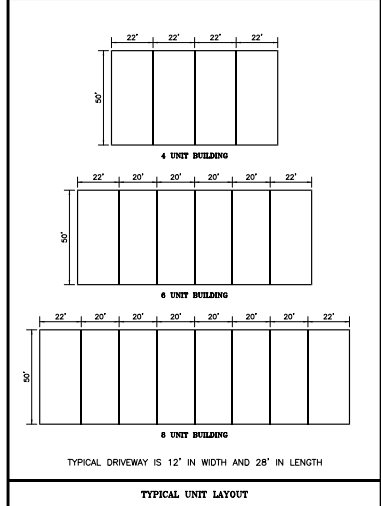 22' 22' 22' 22'
50'
4 UNIT BUILDING
22' 20' 20' 20' 20' 22'
50'
6 UNIT BUILDING
22' 20' 20' 20' 20' 20' 20' 22'
50'
8 UNIT BUILDING
TYPICAL DRIVEWAY IS 12' IN WIDTH AND 28' IN LENGTH
TYPICAL UNIT LAYOUT